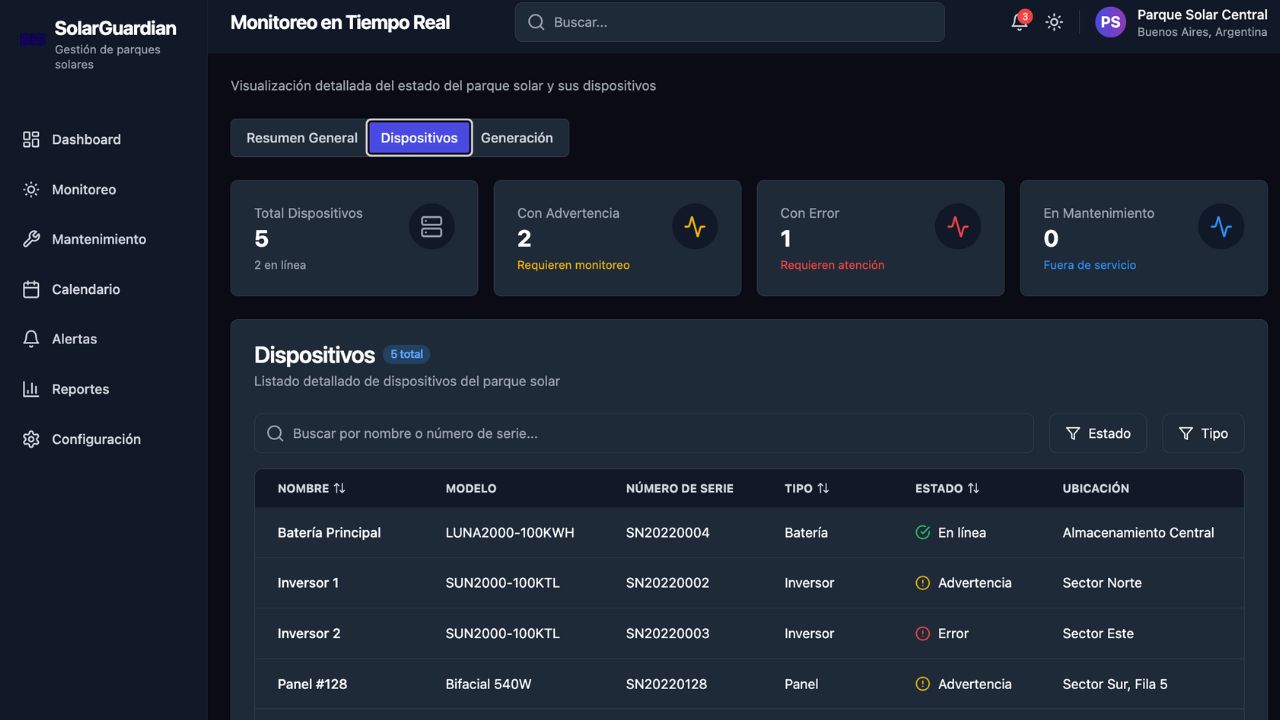 SolarGuardian
Gestión de parques
solares
Dashboard
Monitoreo
Mantenimiento
Calendario
Alertas
Reportes
Configuración
Monitoreo en Tiempo Real
Buscar...
3
PS
Parque Solar Central
Buenos Aires, Argentina
Visualización detallada del estado del parque solar y sus dispositivos
Resumen General Dispositivos Generación
Total Dispositivos
5
2 en línea
Con Advertencia
2
Requieren monitoreo
Con Error
1
Requieren atención
En Mantenimiento
0
Fuera de servicio
Dispositivos 5 total
Listado detallado de dispositivos del parque solar
Buscar por nombre o número de serie...
Estado
Tipo
NOMBRE MODELO NÚMERO DE SERIE TIPO ESTADO UBICACIÓN
Batería Principal LUNA2000-100KWH SN20220004 Batería En línea Almacenamiento Central
Inversor 1 SUN2000-100KTL SN20220002 Inversor Advertencia Sector Norte
Inversor 2 SUN2000-100KTL SN20220003 Inversor Error Sector Este
Panel #128 Bifacial 540W SN20220128 Panel Advertencia Sector Sur, Fila 5